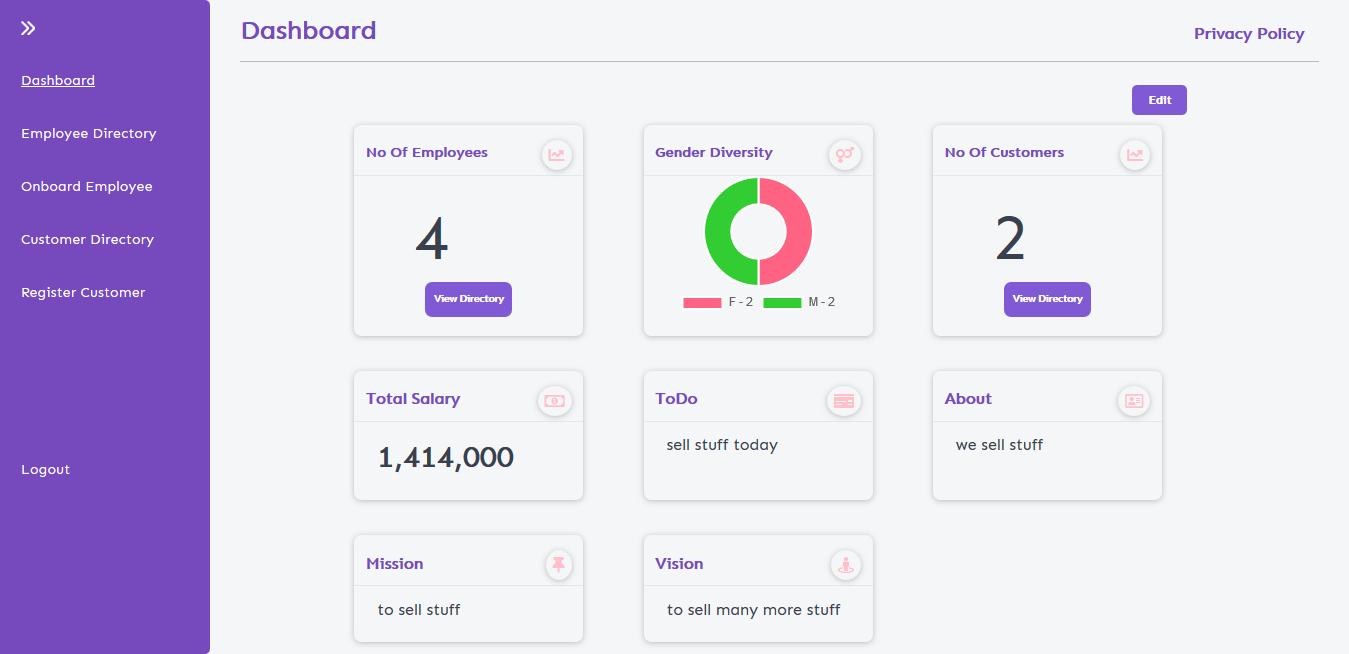 Dashboard
Privacy Policy
Dashboard
Employee Directory
Onboard Employee
Customer Directory
Register Customer
Logout
Edit
No Of Employees
4
View Directory
Gender Diversity
F - 2
M - 2
No Of Customers
2
View Directory
Total Salary
1,414,000
ToDo
sell stuff today
About
we sell stuff
Mission
to sell stuff
Vision
to sell many more stuff